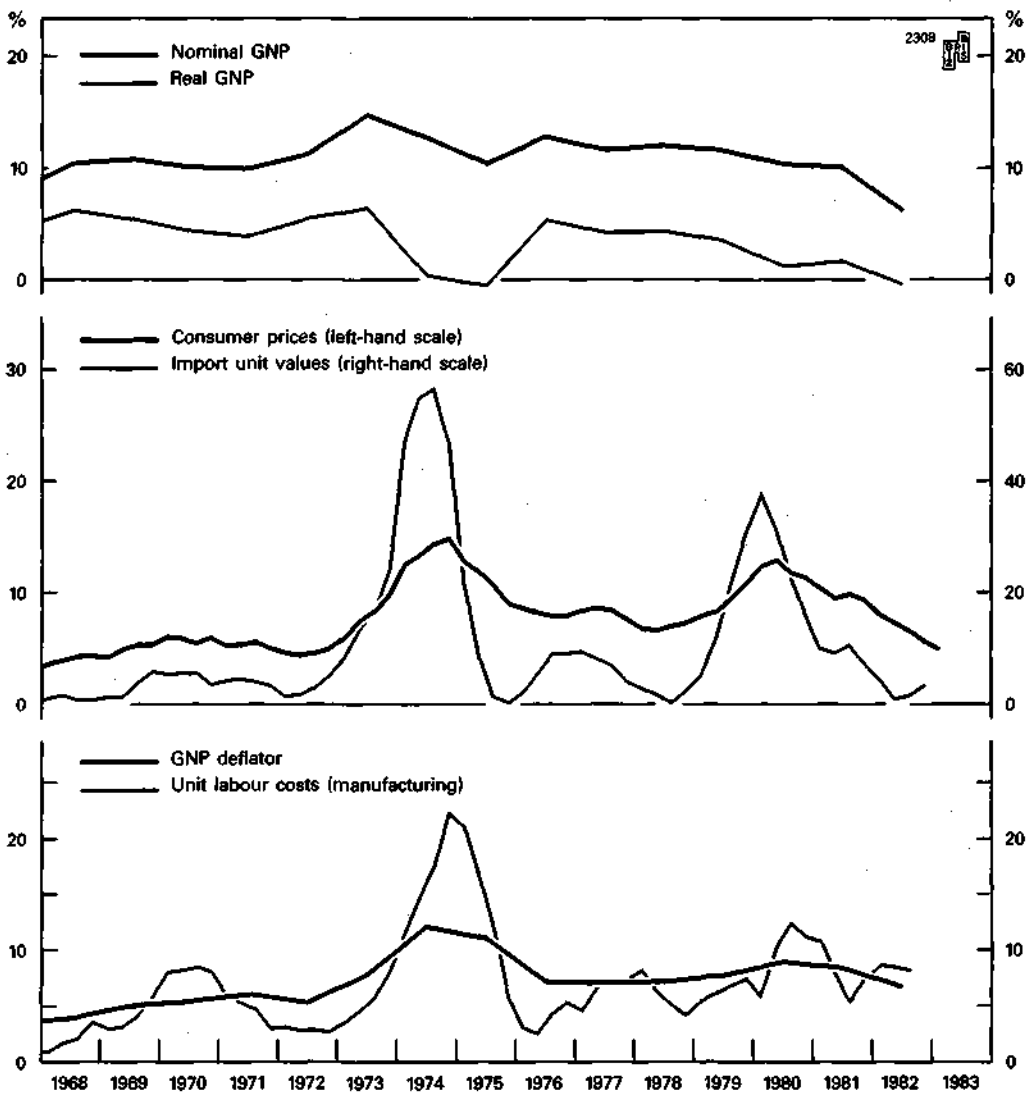 % %
20 Nominal GNP 2308 BRI BIZ 20
Real GNP
10 10
0 0
Consumer prices (left-hand scale)
Import unit values (right-hand scale)
30 60
20 40
10 20
0 0
GNP deflator
Unit labour costs (manufacturing)
20 20
10 10
0 0
1968 1969 1970 1971 1972 1973 1974 1975 1976 1977 1978 1979 1980 1981 1982 1983